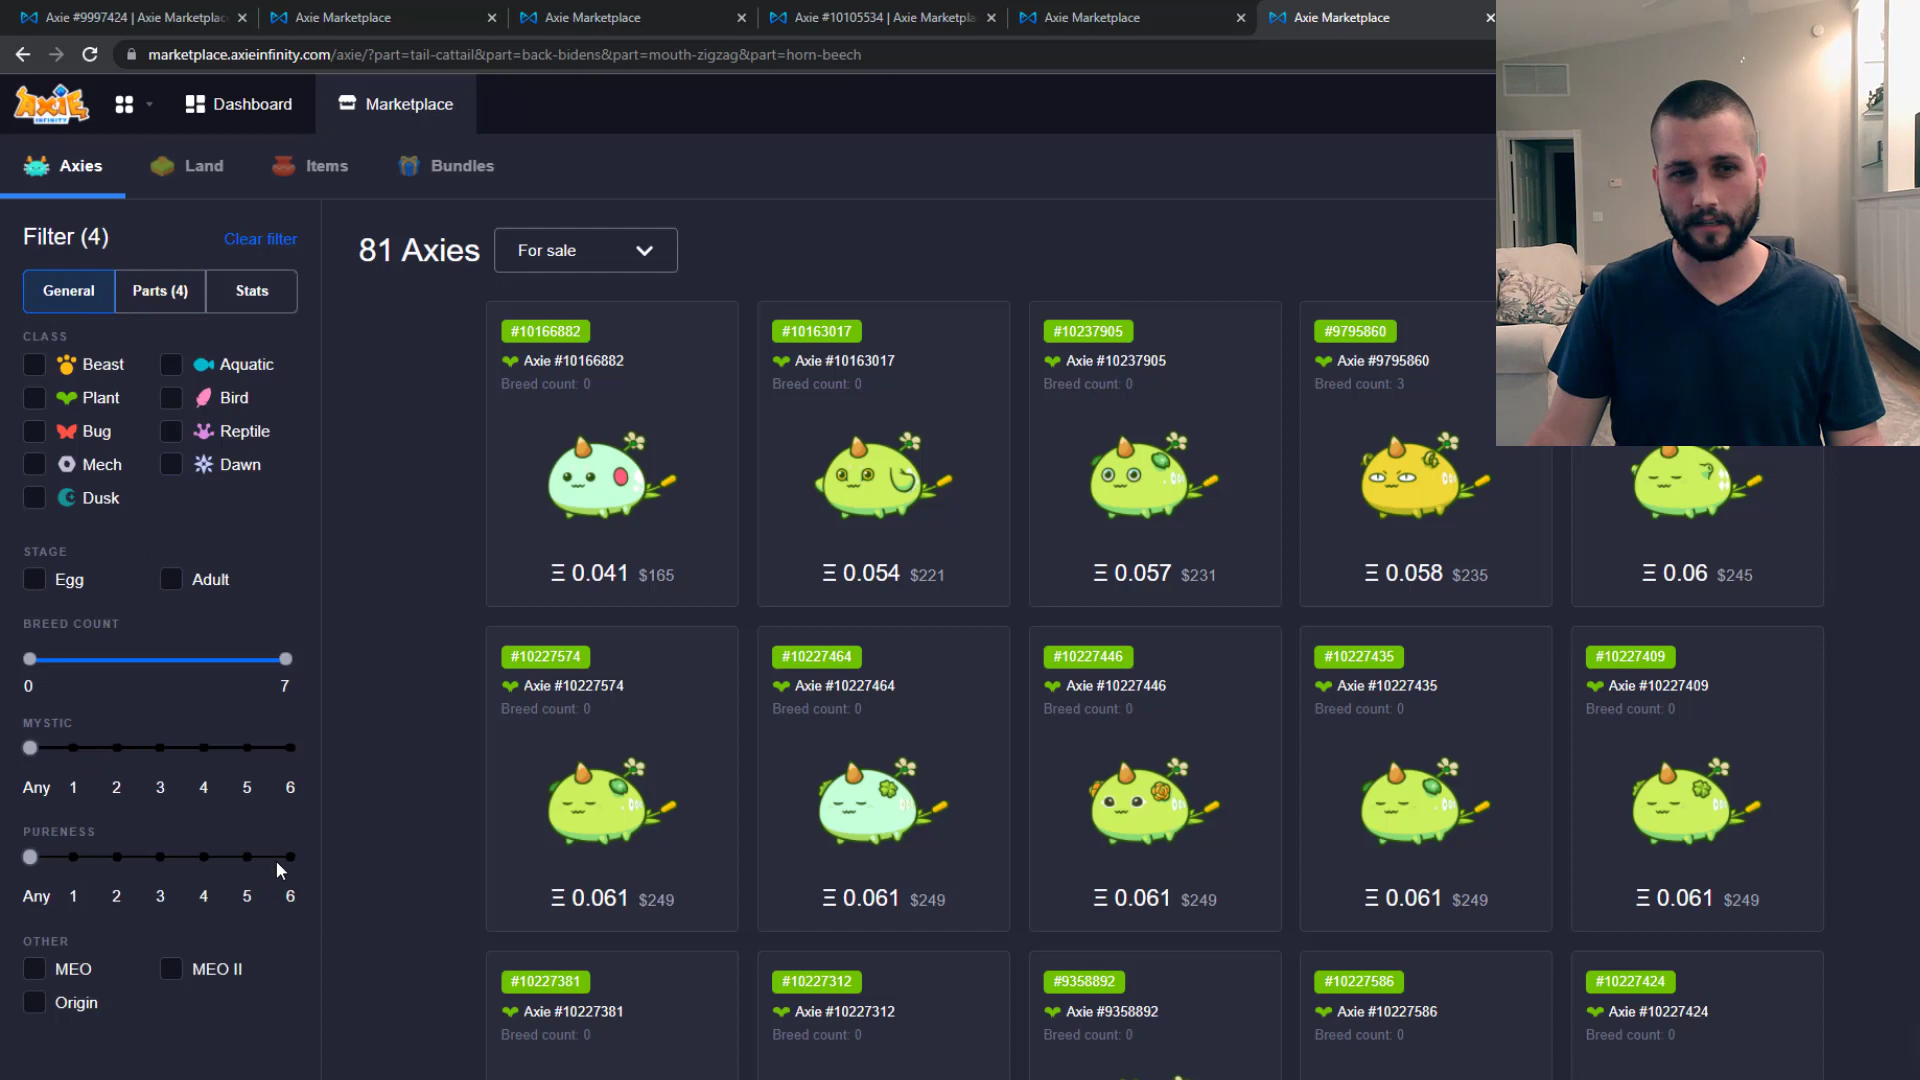 Axie #9997424 | Axie Marketplac
Axie Marketplace
Axie Marketplace
Axie #10105534 | Axie Marketpla
Axie Marketplace
Axie Marketplace
marketplace.axieinfinity.com/axie/?part=tail-cattail&part=back-bidens&part=mouth-zigzag&part=horn-beech
AXIE
INFINITY
Dashboard
Marketplace
Axies
Land
Items
Bundles
Filter (4)
Clear filter
General
Parts (4)
Stats
CLASS
Beast
Aquatic
Plant
Bird
Bug
Reptile
Mech
Dawn
Dusk
STAGE
Egg
Adult
BREED COUNT
0 7
MYSTIC
Any 1 2 3 4 5 6
PURENESS
Any 1 2 3 4 5 6
OTHER
MEO
MEO II
Origin
81 Axies
For sale
#10166882
Axie #10166882
Breed count: 0
Ξ 0.041 $165
#10163017
Axie #10163017
Breed count: 0
Ξ 0.054 $221
#10237905
Axie #10237905
Breed count: 0
Ξ 0.057 $231
#9795860
Axie #9795860
Breed count: 3
Ξ 0.058 $235
Ξ 0.06 $245
#10227574
Axie #10227574
Breed count: 0
Ξ 0.061 $249
#10227464
Axie #10227464
Breed count: 0
Ξ 0.061 $249
#10227446
Axie #10227446
Breed count: 0
Ξ 0.061 $249
#10227435
Axie #10227435
Breed count: 0
Ξ 0.061 $249
#10227409
Axie #10227409
Breed count: 0
Ξ 0.061 $249
#10227381
Axie #10227381
Breed count: 0
#10227312
Axie #10227312
Breed count: 0
#9358892
Axie #9358892
Breed count: 0
#10227586
Axie #10227586
Breed count: 0
#10227424
Axie #10227424
Breed count: 0